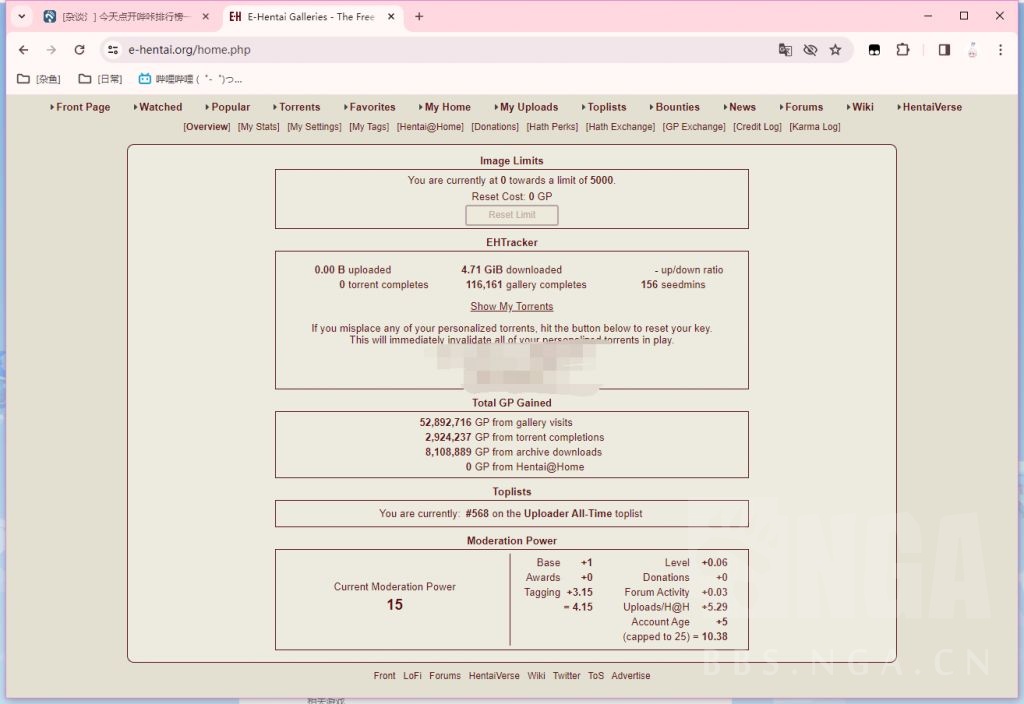 [杂谈] 今天点开哔咔排行榜
E-Hentai Galleries - The Free
e-hentai.org/home.php
[杂鱼] [日常] 哔哩哔哩 ( ゜- ゜)つ...
Front Page Watched Popular Torrents Favorites My Home My Uploads Toplists Bounties News Forums Wiki HentaiVerse
[Overview] [My Stats] [My Settings] [My Tags] [Hentai@Home] [Donations] [Hath Perks] [Hath Exchange] [GP Exchange] [Credit Log] [Karma Log]
Image Limits
You are currently at 0 towards a limit of 5000.
Reset Cost: 0 GP
Reset Limit
EHTracker
0.00 B uploaded 4.71 GiB downloaded - up/down ratio
0 torrent completes 116,161 gallery completes 156 seedmins
Show My Torrents
If you misplace any of your personalized torrents, hit the button below to reset your key.
This will immediately invalidate all of your personalized torrents in play.
Total GP Gained
52,892,716 GP from gallery visits
2,924,237 GP from torrent completions
8,108,889 GP from archive downloads
0 GP from Hentai@Home
Toplists
You are currently: #568 on the Uploader All-Time toplist
Moderation Power
Current Moderation Power
15
Base +1
Awards +0
Tagging +3.15
= 4.15
Level +0.06
Donations +0
Forum Activity +0.03
Uploads/H@H +5.29
Account Age +5
(capped to 25) = 10.38
NGA
BBS.NGA.CN
Front LoFi Forums HentaiVerse Wiki Twitter ToS Advertise
相关游戏